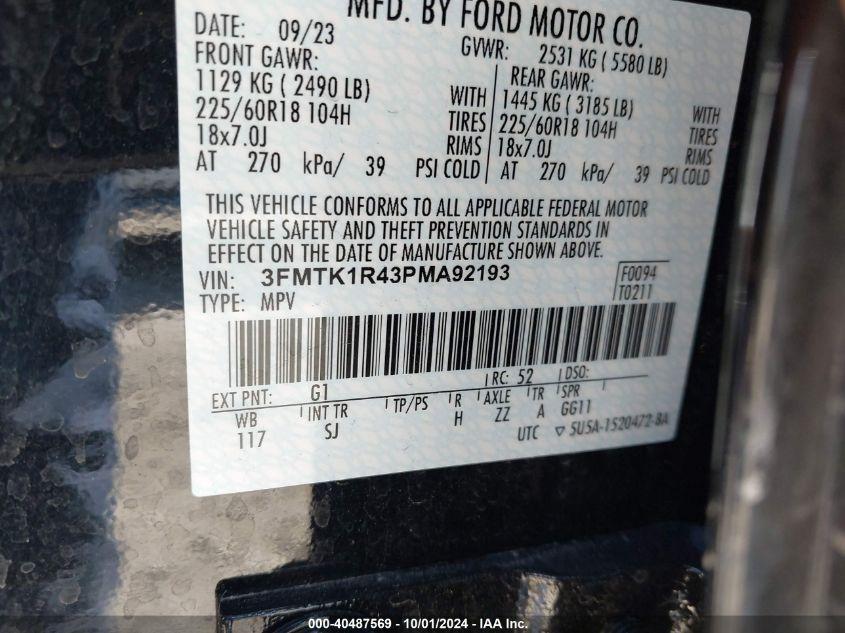 MFD. BY FORD MOTOR CO.
DATE: 09/23 GVWR: 2531 KG ( 5580 LB)
FRONT GAWR: REAR GAWR:
1129 KG ( 2490 LB) WITH 1445 KG ( 3185 LB) WITH
225/60R18 104H TIRES 225/60R18 104H TIRES
18x7.0J RIMS 18x7.0J RIMS
AT 270 kPa/ 39 PSI COLD AT 270 kPa/ 39 PSI COLD
THIS VEHICLE CONFORMS TO ALL APPLICABLE FEDERAL MOTOR
VEHICLE SAFETY AND THEFT PREVENTION STANDARDS IN
EFFECT ON THE DATE OF MANUFACTURE SHOWN ABOVE.
VIN: 3FMTK1R43PMA92193 F0094
TYPE: MPV T0211
EXT PNT: G1 RC: 52 DSO:
WB INT TR TP/PS R AXLE TR SPR
117 SJ H ZZ A GG11
UTC ▽ SU5A-1520472-BA
000-40487569 - 10/01/2024 - IAA Inc.